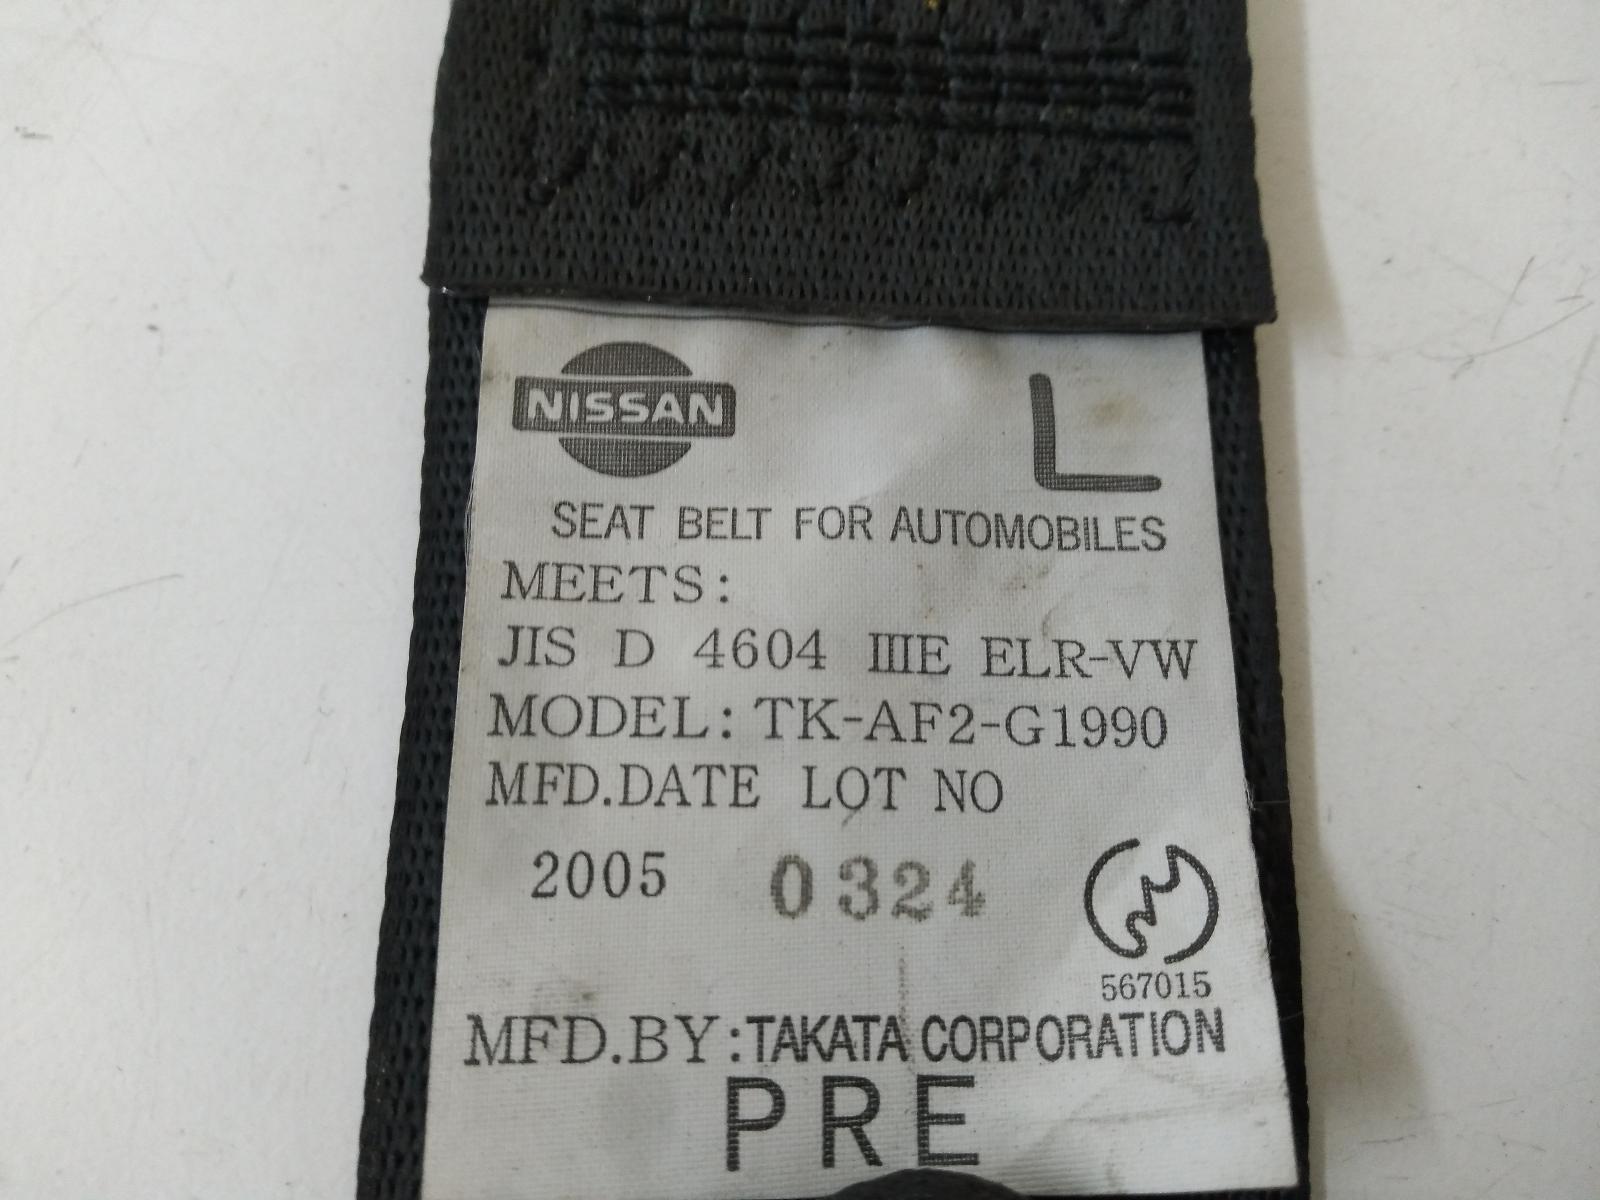 NISSAN L
SEAT BELT FOR AUTOMOBILES
MEETS:
JIS D 4604 ⅢE ELR-VW
MODEL: TK-AF2-G1990
MFD.DATE LOT NO
2005 0324
567015
MFD.BY:TAKATA CORPORATION
PRE